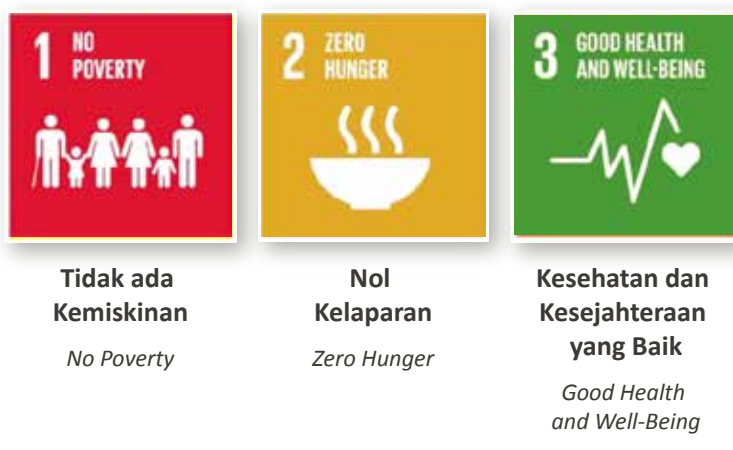 1 NO
POVERTY
2 ZERO
HUNGER
3 GOOD HEALTH
AND WELL-BEING
Tidak ada
Kemiskinan
No Poverty
Nol
Kelaparan
Zero Hunger
Kesehatan dan
Kesejahteraan
yang Baik
Good Health
and Well-Being